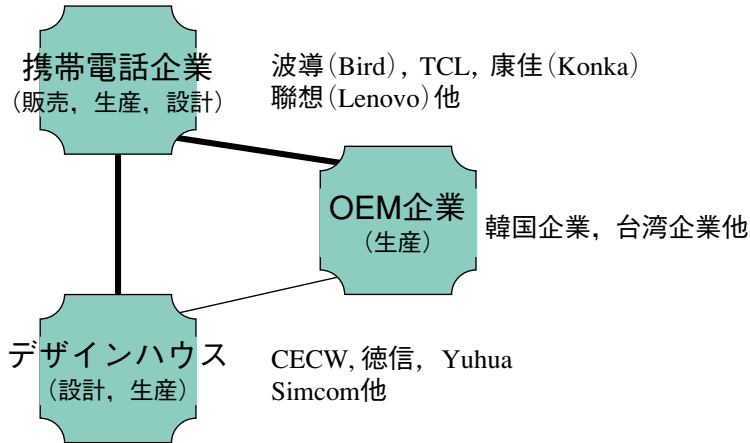 携帯電話企業
（販売，生産，設計）
波導（Bird），TCL，康佳（Konka）
聯想（Lenovo）他
OEM企業
（生産）
韓国企業，台湾企業他
デザインハウス
（設計，生産）
CECW，徳信， Yuhua
Simcom他